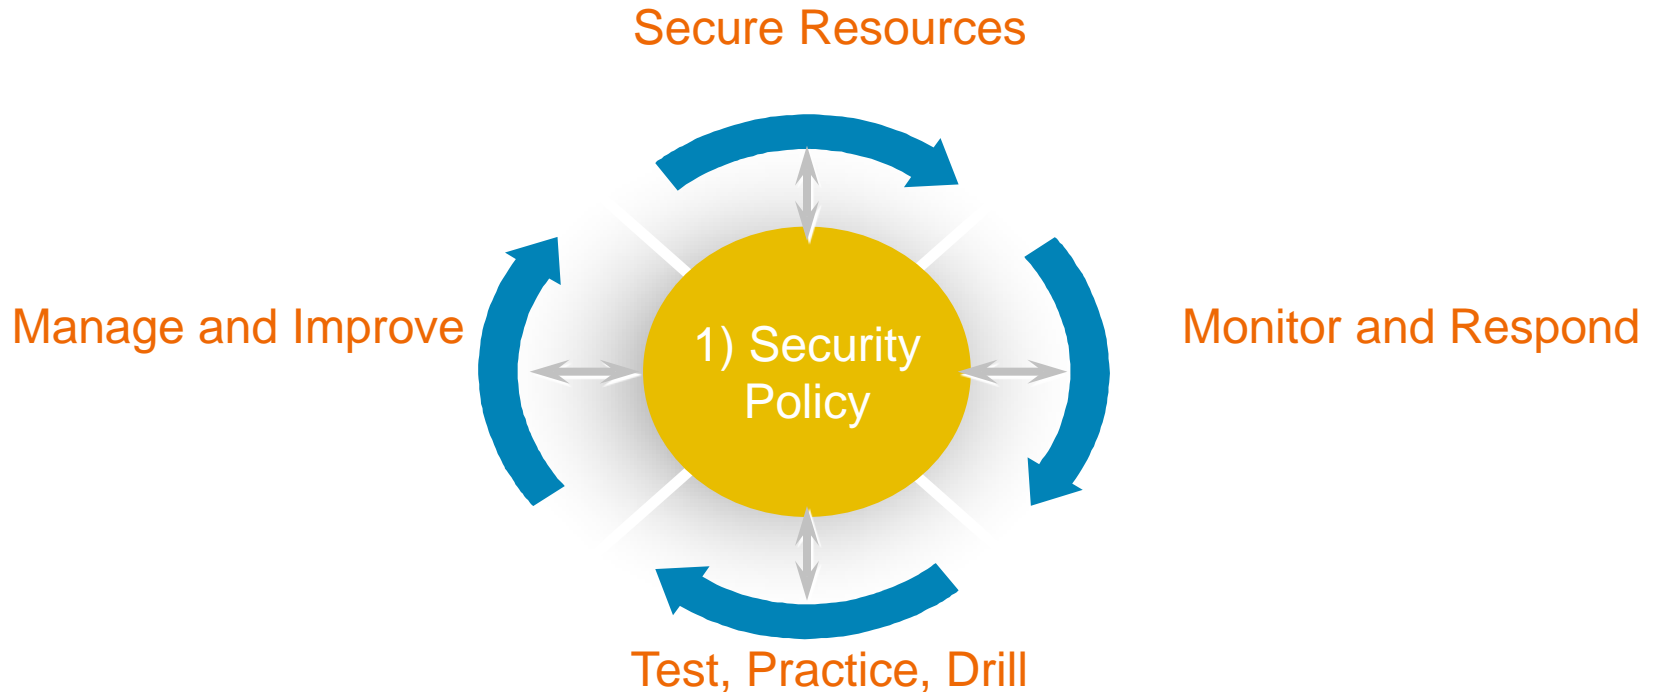 Secure Resources
Manage and Improve
1) Security
Policy
Monitor and Respond
Test, Practice, Drill